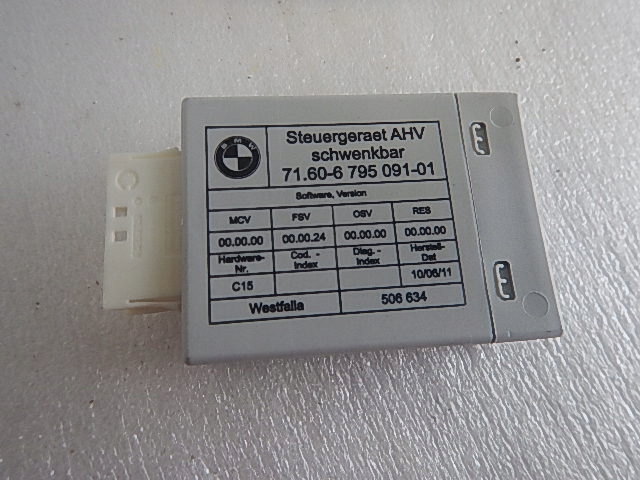 BMW
Steuergeraet AHV
schwenkbar
71.60-6 795 091-01
Software, Version
MCV FSV OSV RES
00.00.00 00.00.24 00.00.00 00.00.00
Hardware-Nr. Cod. -Index Diag. -Index Herstell-Dat
C15 10/06/11
Westfalia 506 634